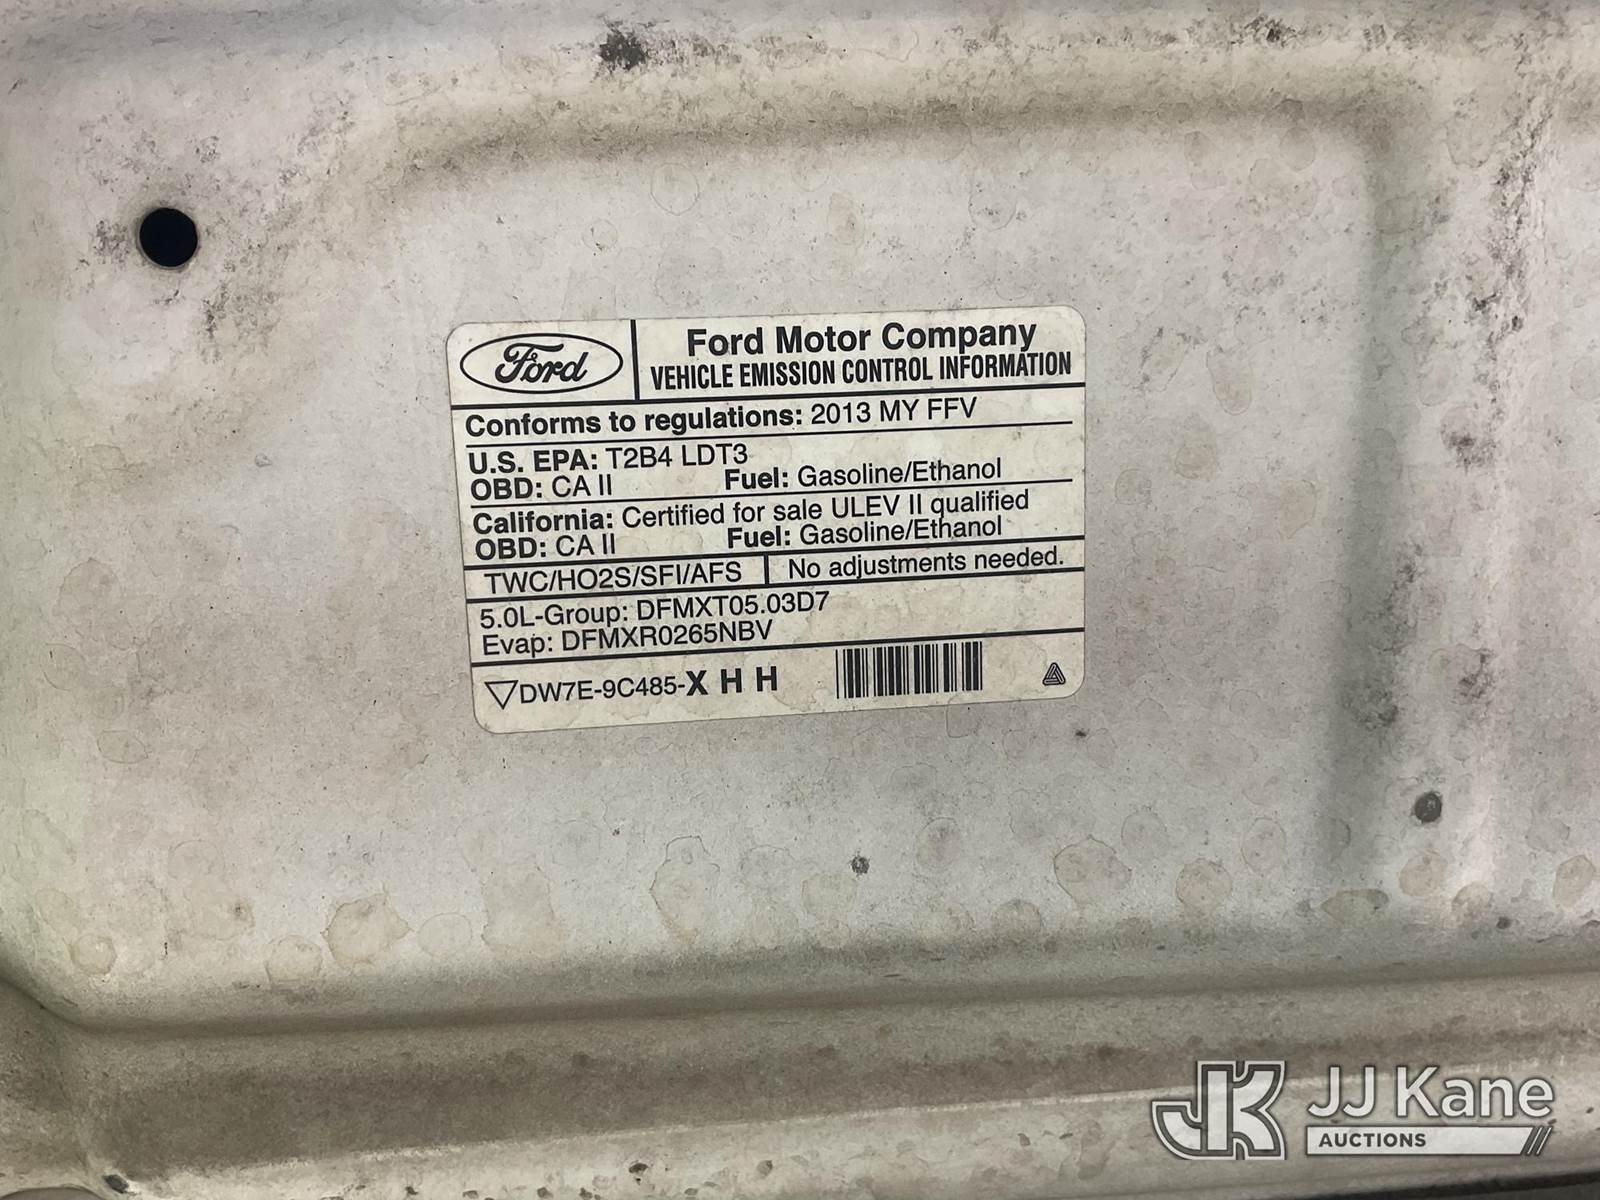 Ford
Ford Motor Company
VEHICLE EMISSION CONTROL INFORMATION
Conforms to regulations: 2013 MY FFV
U.S. EPA: T2B4 LDT3
OBD: CA II Fuel: Gasoline/Ethanol
California: Certified for sale ULEV II qualified
OBD: CA II Fuel: Gasoline/Ethanol
TWC/HO2S/SFI/AFS No adjustments needed.
5.0L-Group: DFMXT05.03D7
Evap: DFMXR0265NBV
DW7E-9C485-X H H
JK JJ Kane
AUCTIONS